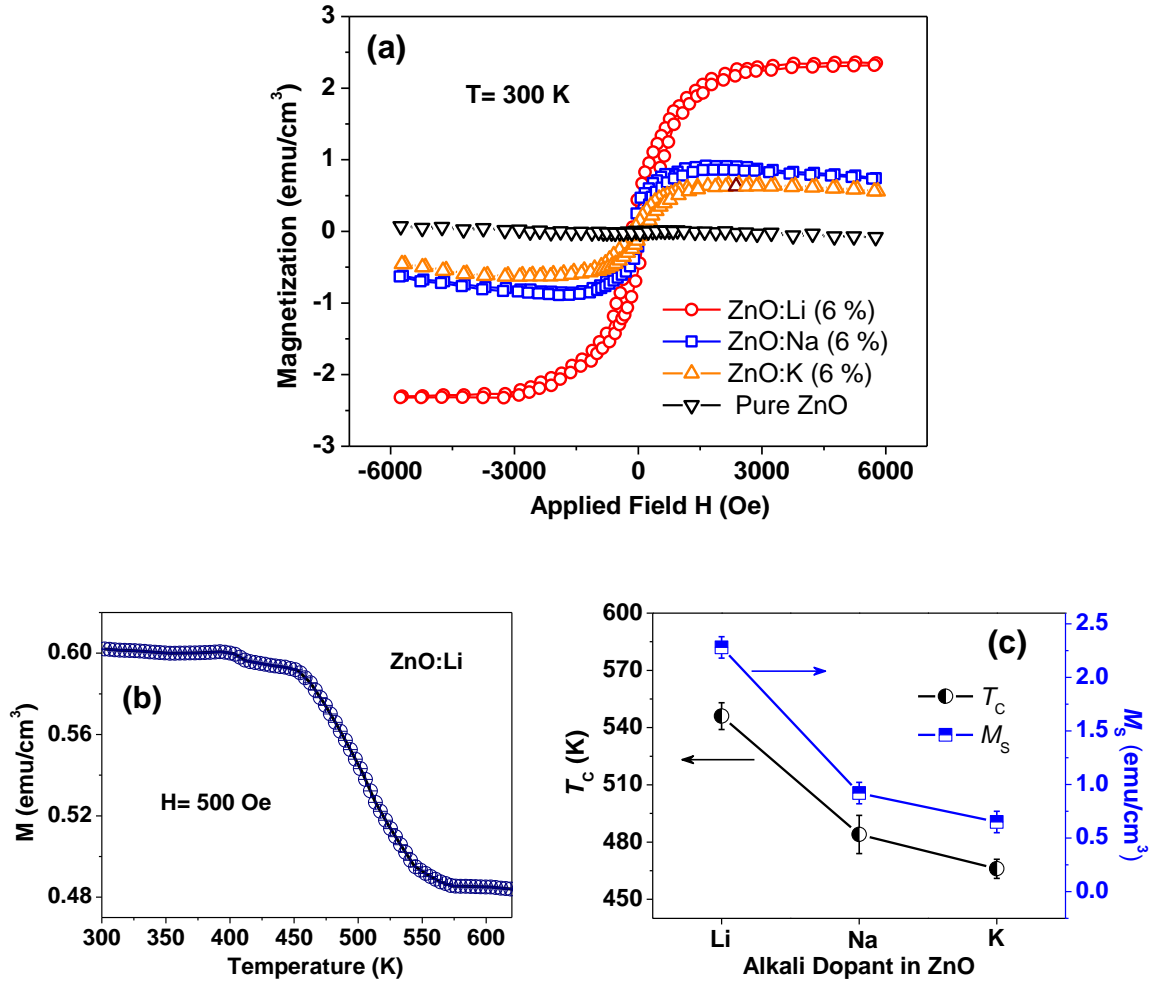 (a)
T= 300 K
Magnetization (emu/cm³)
3
2
1
0
-1
-2
-3
ZnO:Li (6 %)
ZnO:Na (6 %)
ZnO:K (6 %)
Pure ZnO
-6000 -3000 0 3000 6000
Applied Field H (Oe)
(b)
ZnO:Li
H= 500 Oe
M (emu/cm³)
0.60
0.56
0.52
0.48
300 350 400 450 500 550 600
Temperature (K)
(c)
T_C (K)
600
570
540
510
480
450
T_C
M_S
2.5
2.0
1.5
1.0
0.5
0.0
M_S (emu/cm³)
Li Na K
Alkali Dopant in ZnO